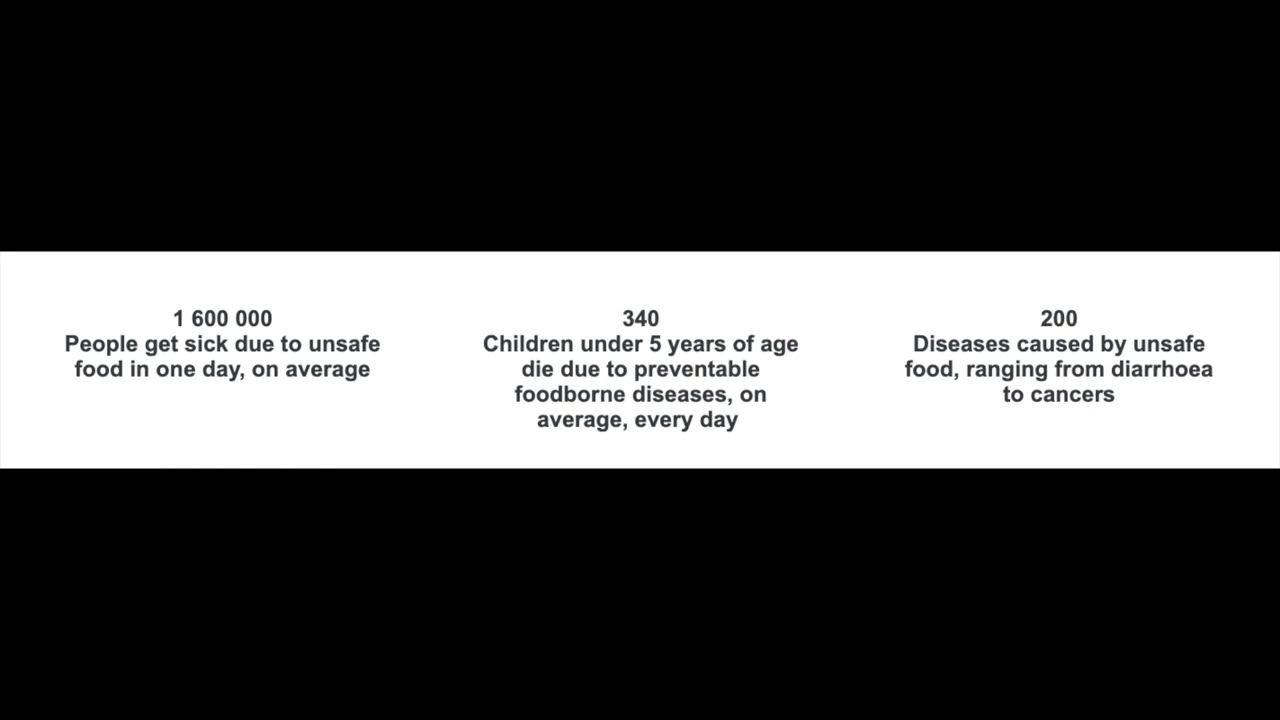 1 600 000
People get sick due to unsafe
food in one day, on average
340
Children under 5 years of age
die due to preventable
foodborne diseases, on
average, every day
200
Diseases caused by unsafe
food, ranging from diarrhoea
to cancers